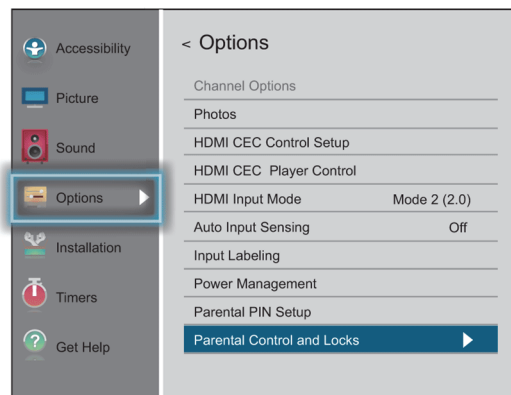 Accessibility
Picture
Sound
Options
Installation
Timers
Get Help
< Options
Channel Options
Photos
HDMI CEC Control Setup
HDMI CEC Player Control
HDMI Input Mode Mode 2 (2.0)
Auto Input Sensing Off
Input Labeling
Power Management
Parental PIN Setup
Parental Control and Locks